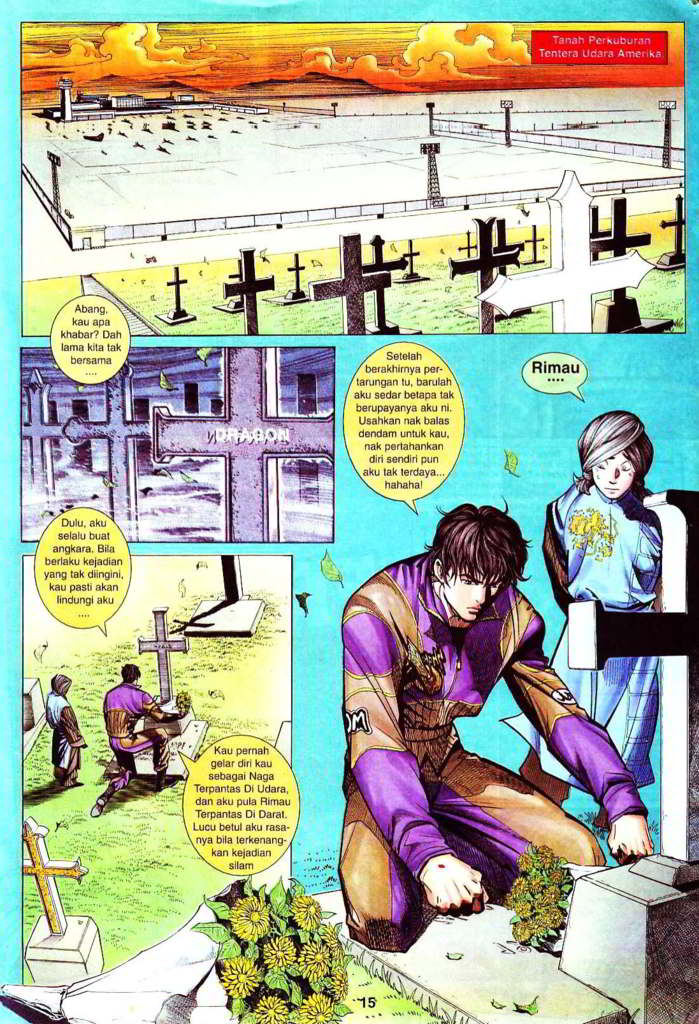 Tanah Perkuburan
Tentera Udara Amerika
Abang,
kau apa
khabar? Dah
lama kita tak
bersama
....
DRAGON
Setelah
berakhirnya per-
tarungan tu, barulah
aku sedar betapa tak
berupayanya aku ni.
Usahkan nak balas
dendam untuk kau,
nak pertahankan
diri sendiri pun
aku tak terdaya...
hahaha!
Rimau
....
Dulu, aku
selalu buat
angkara. Bila
berlaku kejadian
yang tak diingini,
kau pasti akan
lindungi aku
....
Kau pernah
gelar diri kau
sebagai Naga
Terpantas Di Udara,
dan aku pula Rimau
Terpantas Di Darat.
Lucu betul aku rasa-
nya bila terkenang-
kan kejadian
silam
15